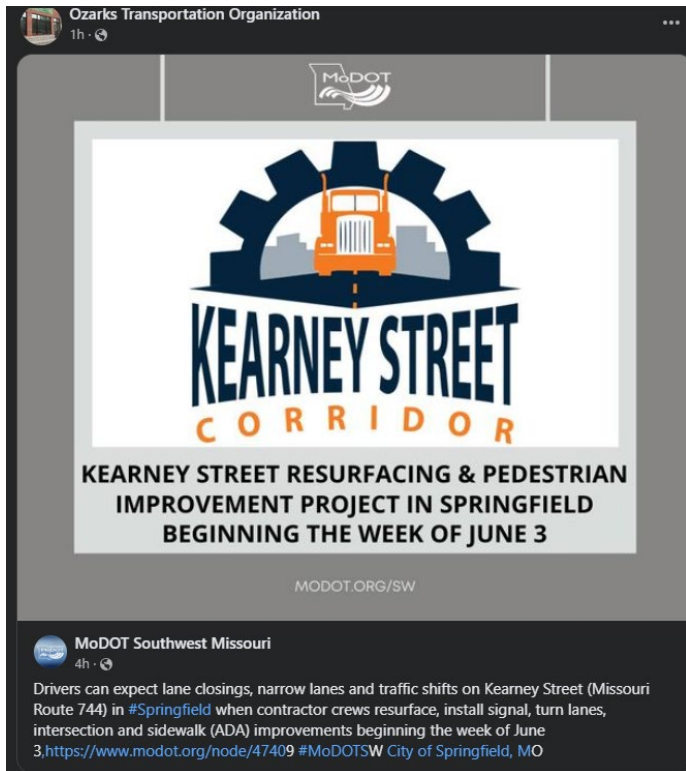 Ozarks Transportation Organization
1h ·
MoDOT
KEARNEY STREET
CORRIDOR
KEARNEY STREET RESURFACING & PEDESTRIAN
IMPROVEMENT PROJECT IN SPRINGFIELD
BEGINNING THE WEEK OF JUNE 3
MODOT.ORG/SW
MoDOT Southwest Missouri
4h ·
Drivers can expect lane closings, narrow lanes and traffic shifts on Kearney Street (Missouri
Route 744) in #Springfield when contractor crews resurface, install signal, turn lanes,
intersection and sidewalk (ADA) improvements beginning the week of June
3,https://www.modot.org/node/47409 #MoDOTSW City of Springfield, MO